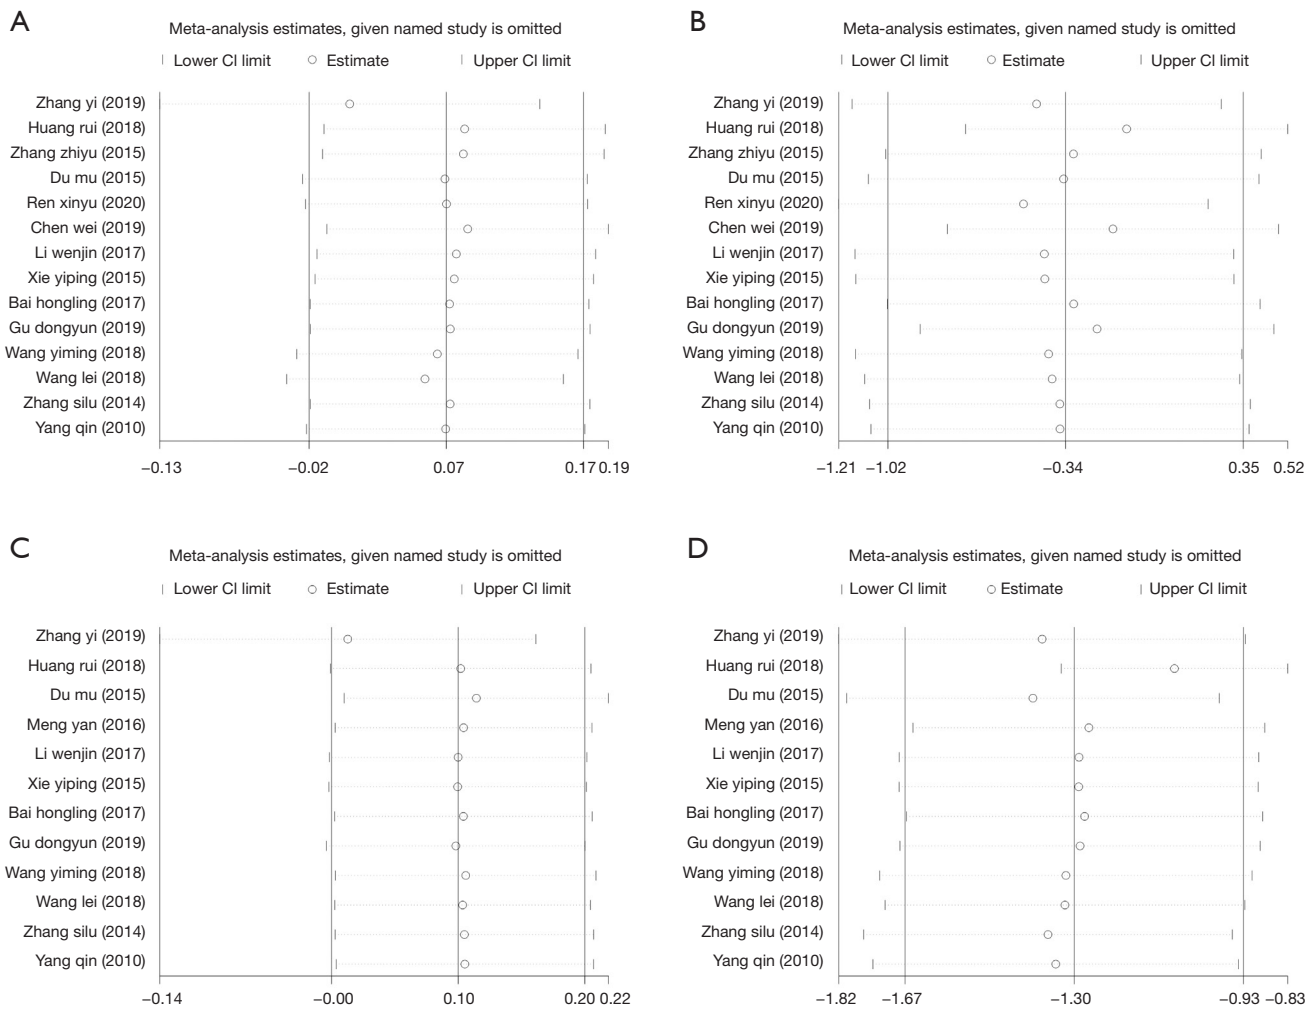 A
Meta-analysis estimates, given named study is omitted
Lower CI limit Estimate Upper CI limit
Zhang yi (2019)
Huang rui (2018)
Zhang zhiyu (2015)
Du mu (2015)
Ren xinyu (2020)
Chen wei (2019)
Li wenjin (2017)
Xie yiping (2015)
Bai hongling (2017)
Gu dongyun (2019)
Wang yiming (2018)
Wang lei (2018)
Zhang silu (2014)
Yang qin (2010)
−0.13 −0.02 0.07 0.17 0.19
B
Meta-analysis estimates, given named study is omitted
Lower CI limit Estimate Upper CI limit
Zhang yi (2019)
Huang rui (2018)
Zhang zhiyu (2015)
Du mu (2015)
Ren xinyu (2020)
Chen wei (2019)
Li wenjin (2017)
Xie yiping (2015)
Bai hongling (2017)
Gu dongyun (2019)
Wang yiming (2018)
Wang lei (2018)
Zhang silu (2014)
Yang qin (2010)
−1.21 −1.02 −0.34 0.35 0.52
C
Meta-analysis estimates, given named study is omitted
Lower CI limit Estimate Upper CI limit
Zhang yi (2019)
Huang rui (2018)
Du mu (2015)
Meng yan (2016)
Li wenjin (2017)
Xie yiping (2015)
Bai hongling (2017)
Gu dongyun (2019)
Wang yiming (2018)
Wang lei (2018)
Zhang silu (2014)
Yang qin (2010)
−0.14 −0.00 0.10 0.20 0.22
D
Meta-analysis estimates, given named study is omitted
Lower CI limit Estimate Upper CI limit
Zhang yi (2019)
Huang rui (2018)
Du mu (2015)
Meng yan (2016)
Li wenjin (2017)
Xie yiping (2015)
Bai hongling (2017)
Gu dongyun (2019)
Wang yiming (2018)
Wang lei (2018)
Zhang silu (2014)
Yang qin (2010)
−1.82 −1.67 −1.30 −0.93 −0.83